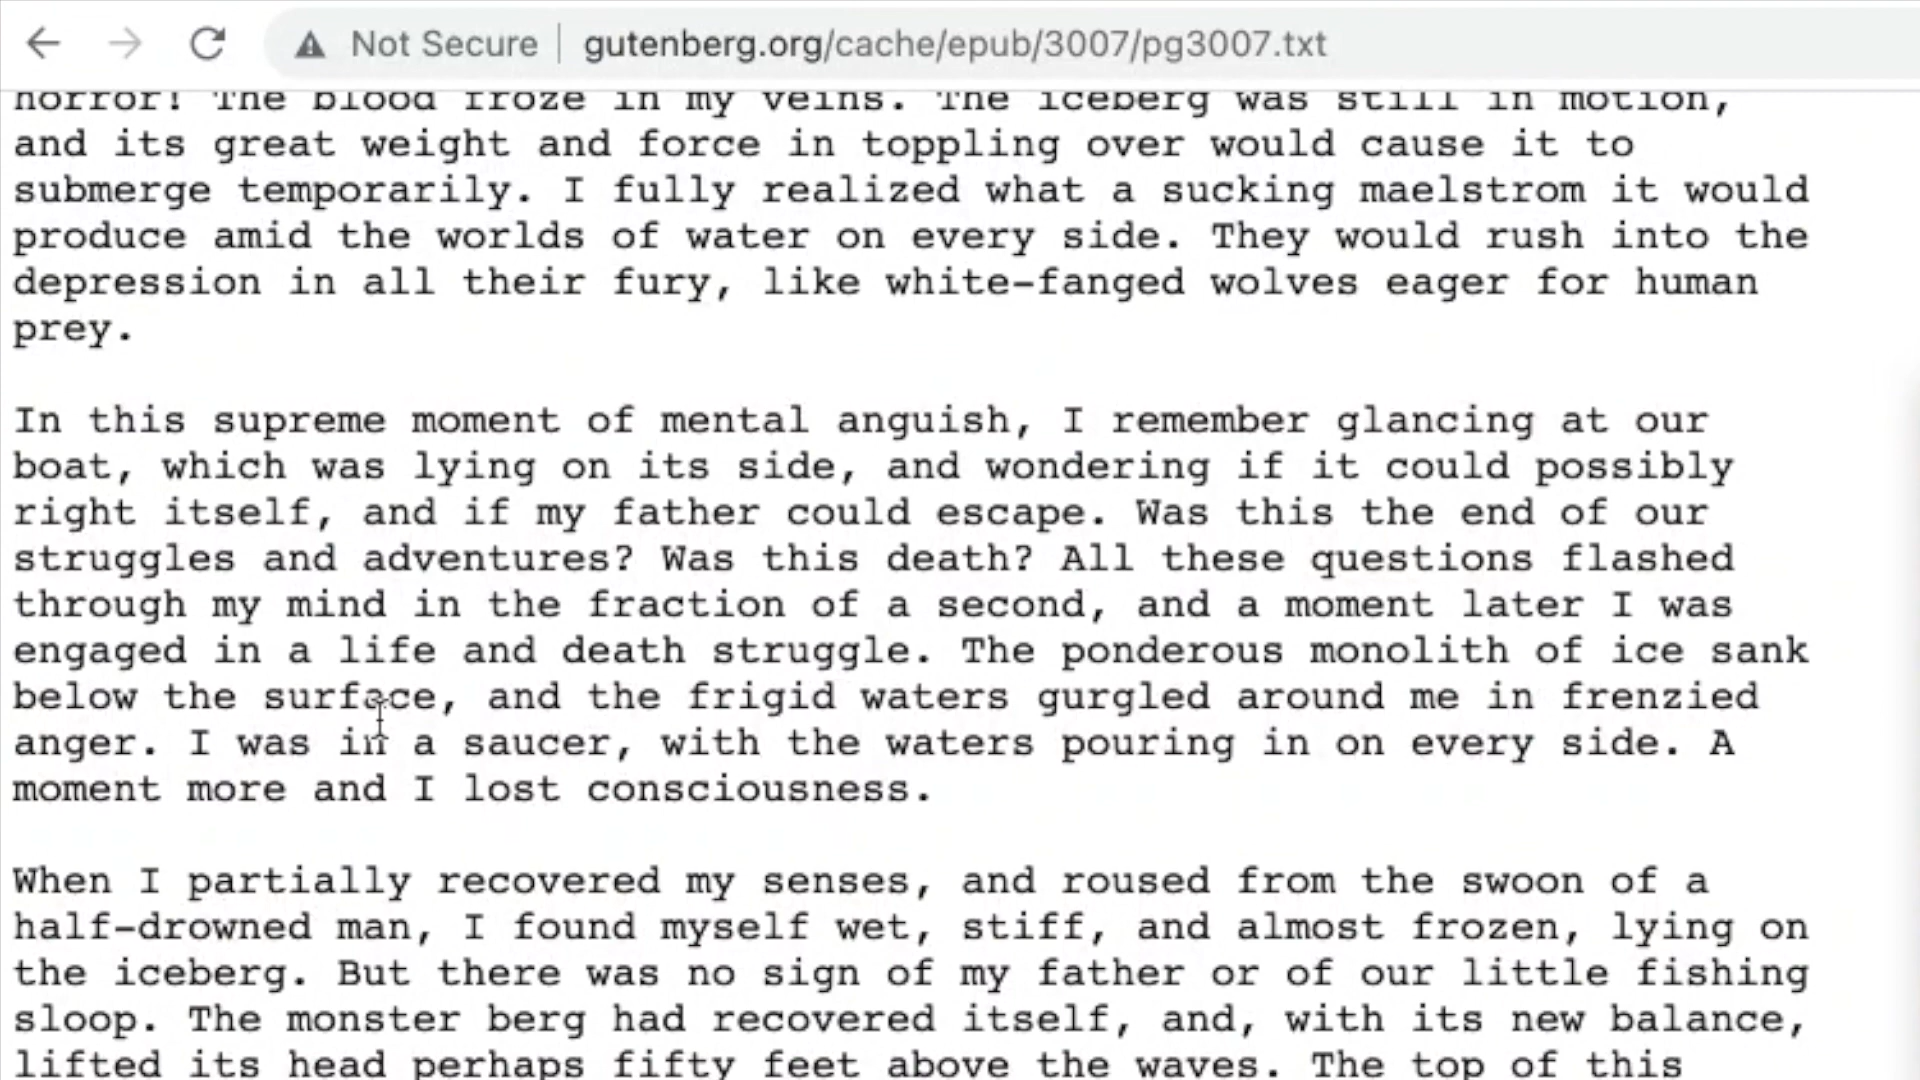 Not Secure gutenberg.org/cache/epub/3007/pg3007.txt
horror! The blood froze in my veins. The iceberg was still in motion,
and its great weight and force in toppling over would cause it to
submerge temporarily. I fully realized what a sucking maelstrom it would
produce amid the worlds of water on every side. They would rush into the
depression in all their fury, like white-fanged wolves eager for human
prey.
In this supreme moment of mental anguish, I remember glancing at our
boat, which was lying on its side, and wondering if it could possibly
right itself, and if my father could escape. Was this the end of our
struggles and adventures? Was this death? All these questions flashed
through my mind in the fraction of a second, and a moment later I was
engaged in a life and death struggle. The ponderous monolith of ice sank
below the surface, and the frigid waters gurgled around me in frenzied
anger. I was in a saucer, with the waters pouring in on every side. A
moment more and I lost consciousness.
When I partially recovered my senses, and roused from the swoon of a
half-drowned man, I found myself wet, stiff, and almost frozen, lying on
the iceberg. But there was no sign of my father or of our little fishing
sloop. The monster berg had recovered itself, and, with its new balance,
lifted its head perhaps fifty feet above the waves. The top of this